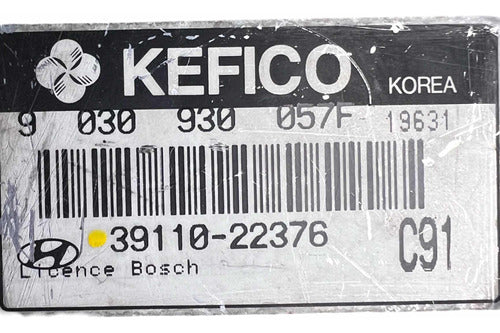 KEFICO KOREA
9 030 930 057F 19631
39110-22376 C91
Licence Bosch